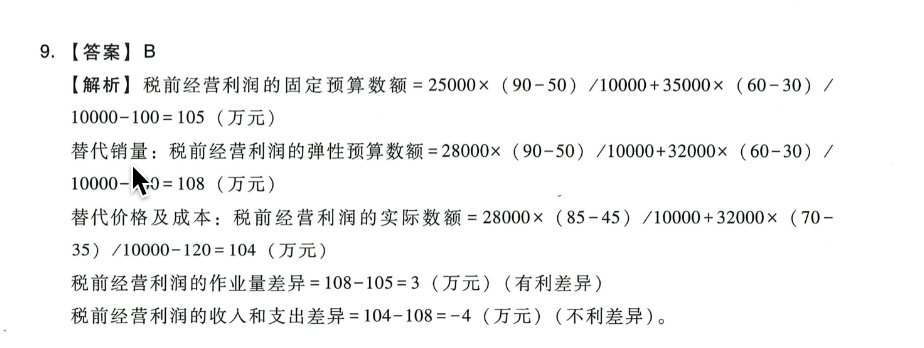 9. 【答案】 B
【解析】 税前经营利润的固定预算数额=25000×（90-50）/10000+35000×（60-30）/
10000-100=105（万元）
替代销量：税前经营利润的弹性预算数额=28000×（90-50）/10000+32000×（60-30）/
10000- 0=108（万元）
替代价格及成本：税前经营利润的实际数额=28000×（85-45）/10000+32000×（70-
35）/10000-120=104（万元）
税前经营利润的作业量差异=108-105=3（万元）（有利差异）
税前经营利润的收入和支出差异=104-108=-4（万元）（不利差异）。